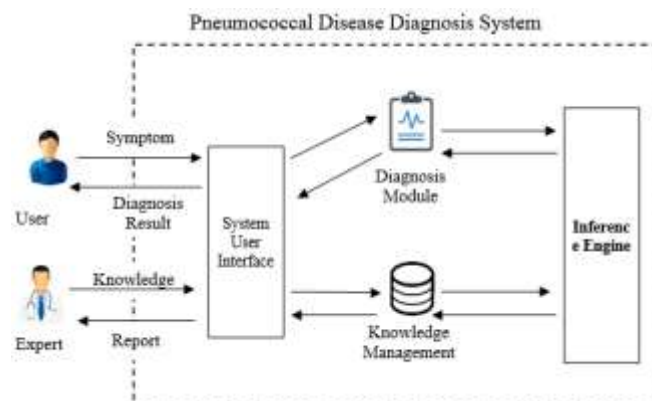 Pneumococcal Disease Diagnosis System
Symptom
User
Diagnosis
Result
System
User
Interface
Diagnosis
Module
Inferenc
e Engine
Knowledge
Expert
Report
Knowledge
Management